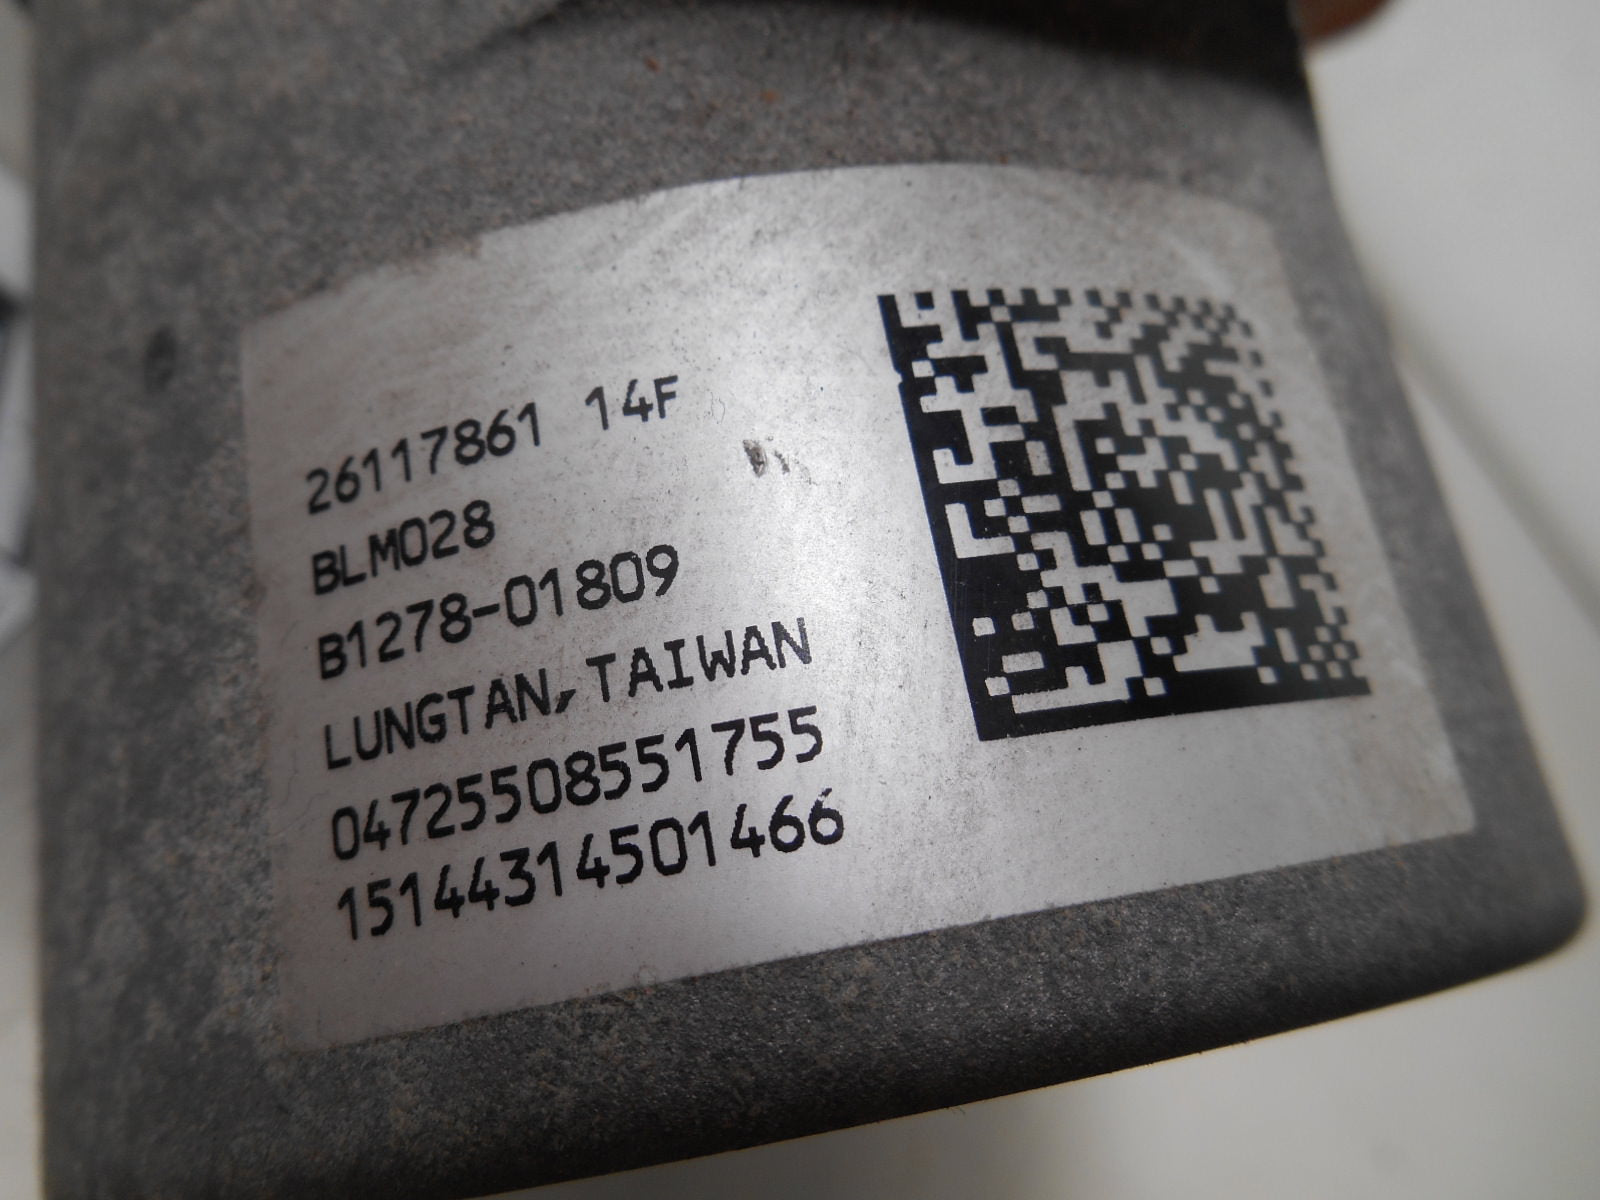 26117861 14F
BLM028
B1278-01809
LUNGTAN, TAIWAN
04725508551755
15144314501466